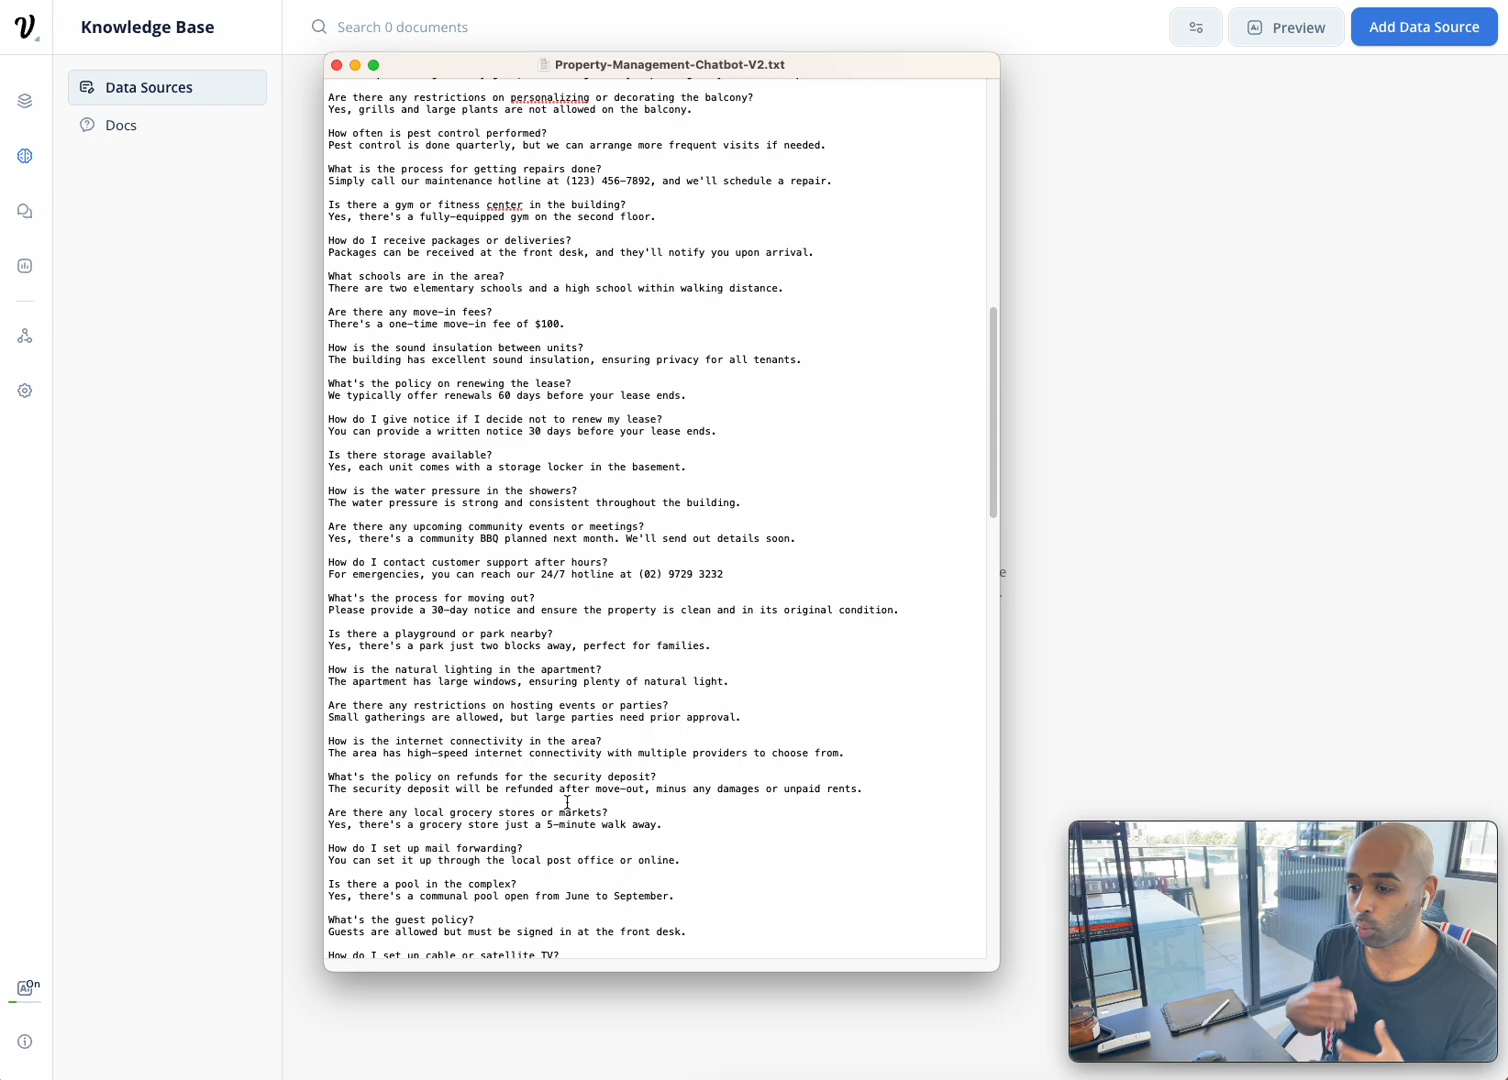 Knowledge Base
Search 0 documents
Preview
Add Data Source
Data Sources
Docs
Property-Management-Chatbot-V2.txt
Are there any restrictions on personalizing or decorating the balcony?
Yes, grills and large plants are not allowed on the balcony.
How often is pest control performed?
Pest control is done quarterly, but we can arrange more frequent visits if needed.
What is the process for getting repairs done?
Simply call our maintenance hotline at (123) 456-7892, and we'll schedule a repair.
Is there a gym or fitness center in the building?
Yes, there's a fully-equipped gym on the second floor.
How do I receive packages or deliveries?
Packages can be received at the front desk, and they'll notify you upon arrival.
What schools are in the area?
There are two elementary schools and a high school within walking distance.
Are there any move-in fees?
There's a one-time move-in fee of $100.
How is the sound insulation between units?
The building has excellent sound insulation, ensuring privacy for all tenants.
What's the policy on renewing the lease?
We typically offer renewals 60 days before your lease ends.
How do I give notice if I decide not to renew my lease?
You can provide a written notice 30 days before your lease ends.
Is there storage available?
Yes, each unit comes with a storage locker in the basement.
How is the water pressure in the showers?
The water pressure is strong and consistent throughout the building.
Are there any upcoming community events or meetings?
Yes, there's a community BBQ planned next month. We'll send out details soon.
How do I contact customer support after hours?
For emergencies, you can reach our 24/7 hotline at (02) 9729 3232
What's the process for moving out?
Please provide a 30-day notice and ensure the property is clean and in its original condition.
Is there a playground or park nearby?
Yes, there's a park just two blocks away, perfect for families.
How is the natural lighting in the apartment?
The apartment has large windows, ensuring plenty of natural light.
Are there any restrictions on hosting events or parties?
Small gatherings are allowed, but large parties need prior approval.
How is the internet connectivity in the area?
The area has high-speed internet connectivity with multiple providers to choose from.
What's the policy on refunds for the security deposit?
The security deposit will be refunded after move-out, minus any damages or unpaid rents.
Are there any local grocery stores or markets?
Yes, there's a grocery store just a 5-minute walk away.
How do I set up mail forwarding?
You can set it up through the local post office or online.
Is there a pool in the complex?
Yes, there's a communal pool open from June to September.
What's the guest policy?
Guests are allowed but must be signed in at the front desk.
How do I set up cable or satellite TV?
On